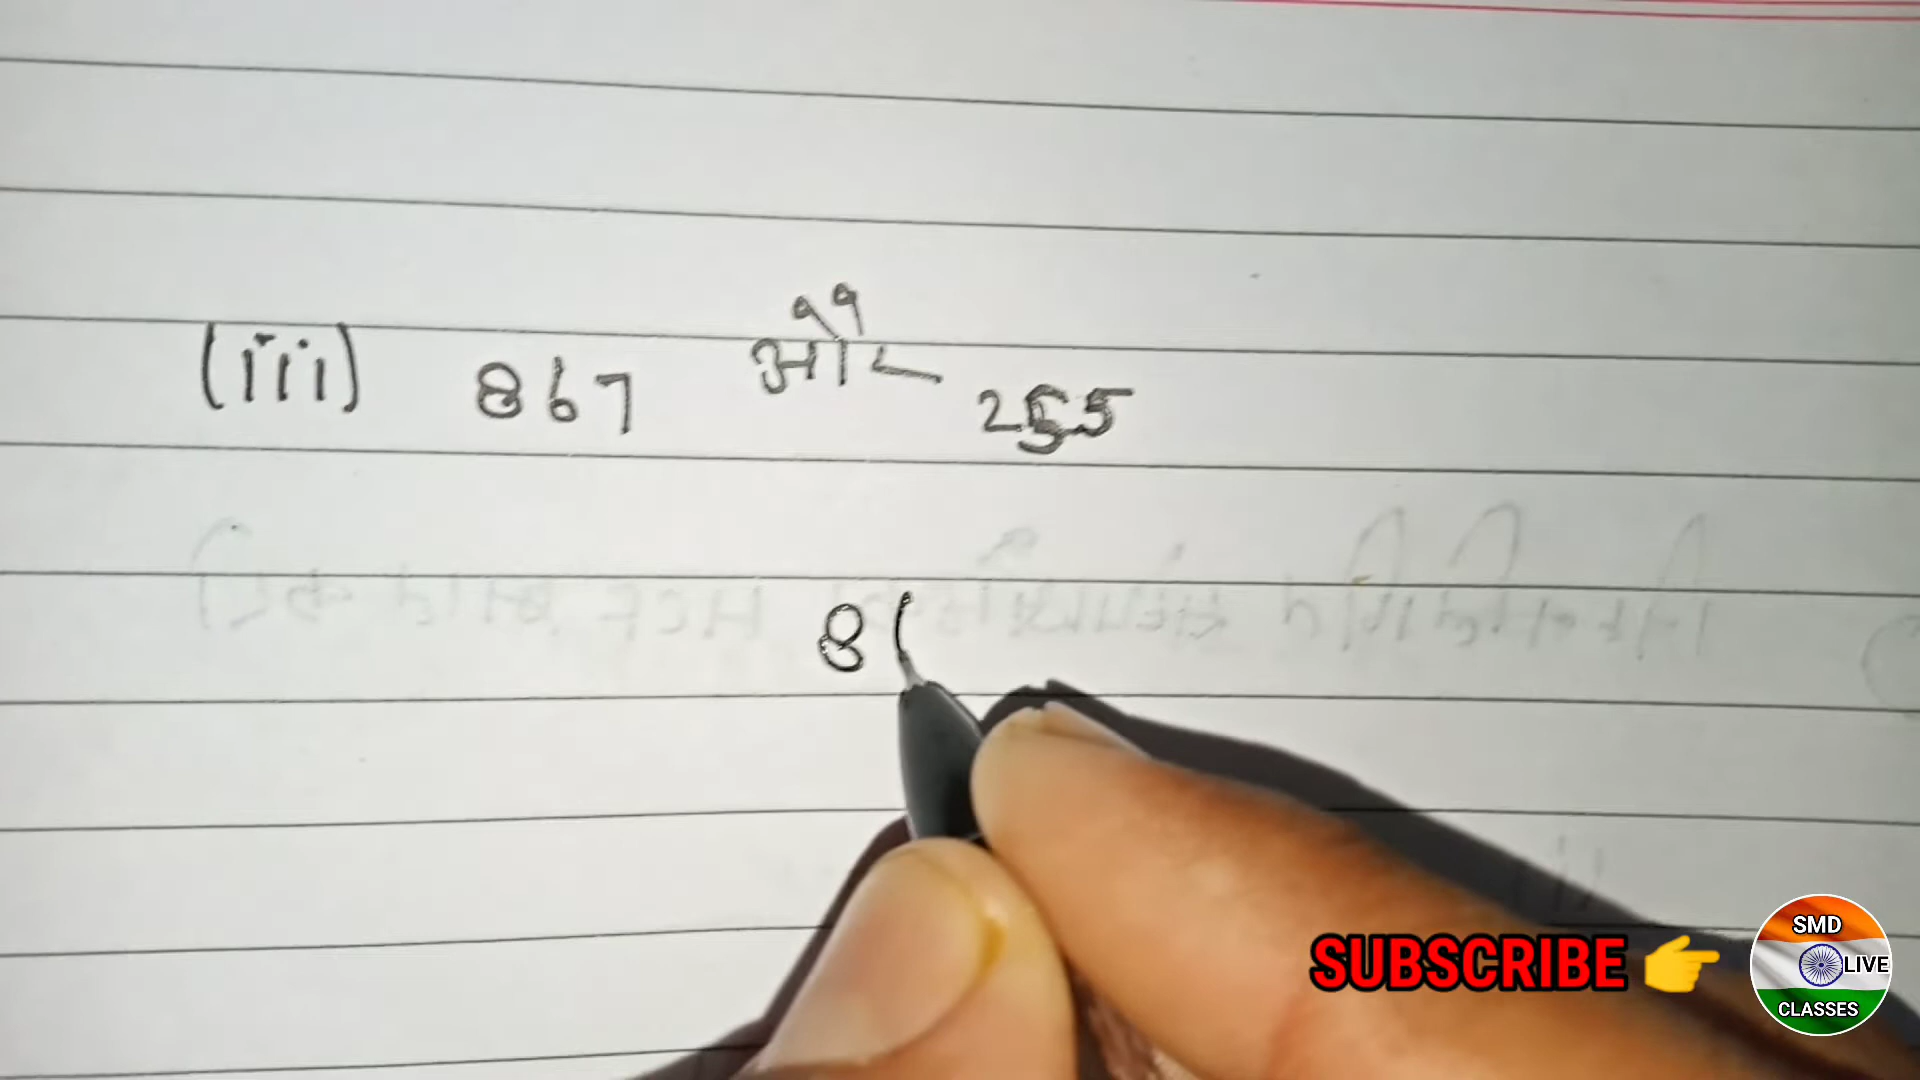 (iii) 867 और 255
8
SUBSCRIBE
SMD
LIVE
CLASSES